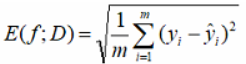 E(f;D) = √(1/m ∑_{i=1}^{m} (y_i − ŷ_i)²)